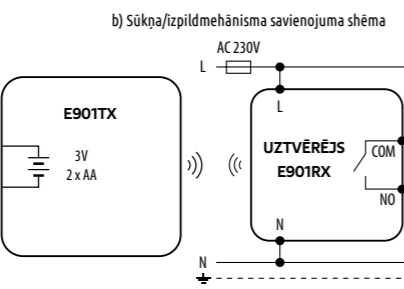 b) Sūkņa/izpildmehānisma savienojuma shēma
AC 230V
L
E901TX
L
3V
2 x AA
UZTVĒRĒJS
E901RX
COM
NO
N
N